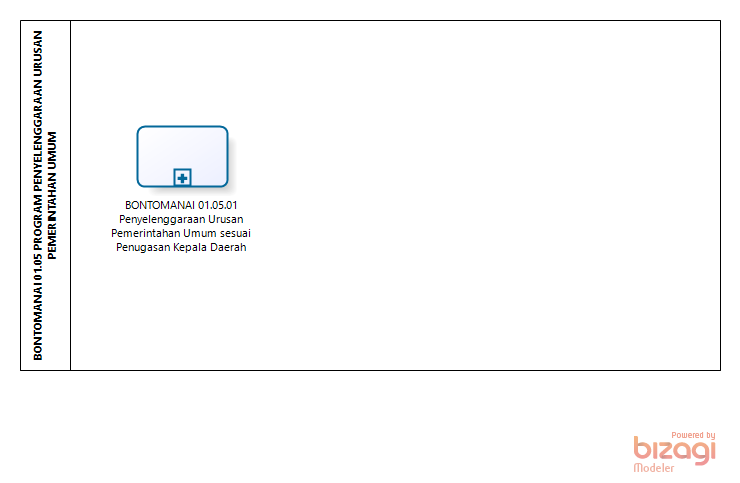 BONTOMANAI 01.05 PROGRAM PENYELENGGARAAN URUSAN
PEMERINTAHAN UMUM
BONTOMANAI 01.05.01
Penyelenggaraan Urusan
Pemerintahan Umum sesuai
Penugasan Kepala Daerah
Powered by
bizagi
Modeler